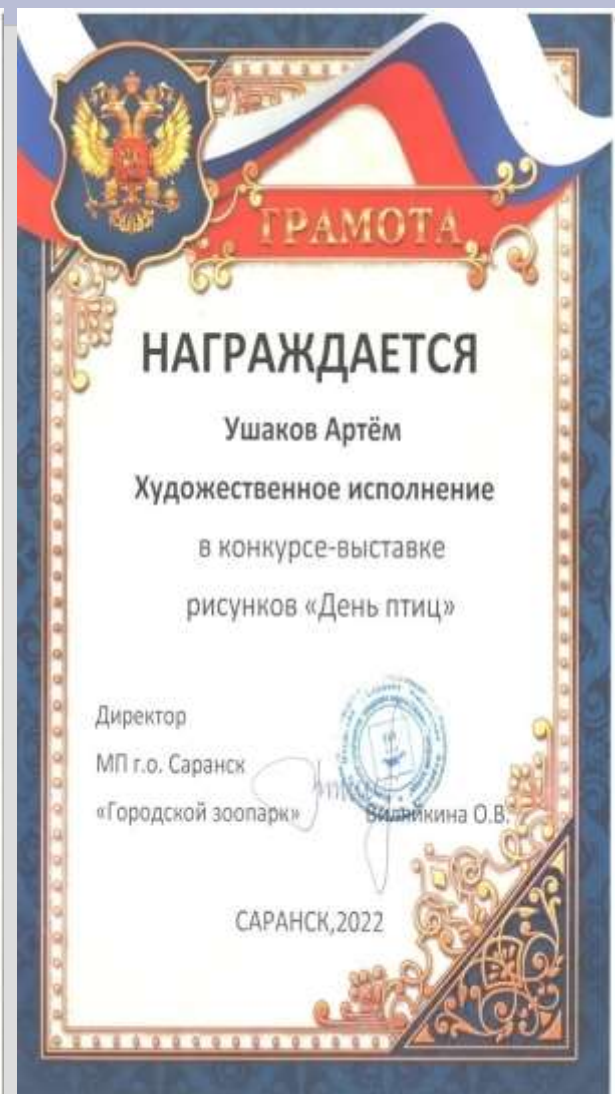 ГРАМОТА
НАГРАЖДАЕТСЯ
Ушаков Артём
Художественное исполнение
в конкурсе-выставке
рисунков «День птиц»
Директор
МП г.о. Саранск
«Городской зоопарк» О.В.
САРАНСК,2022